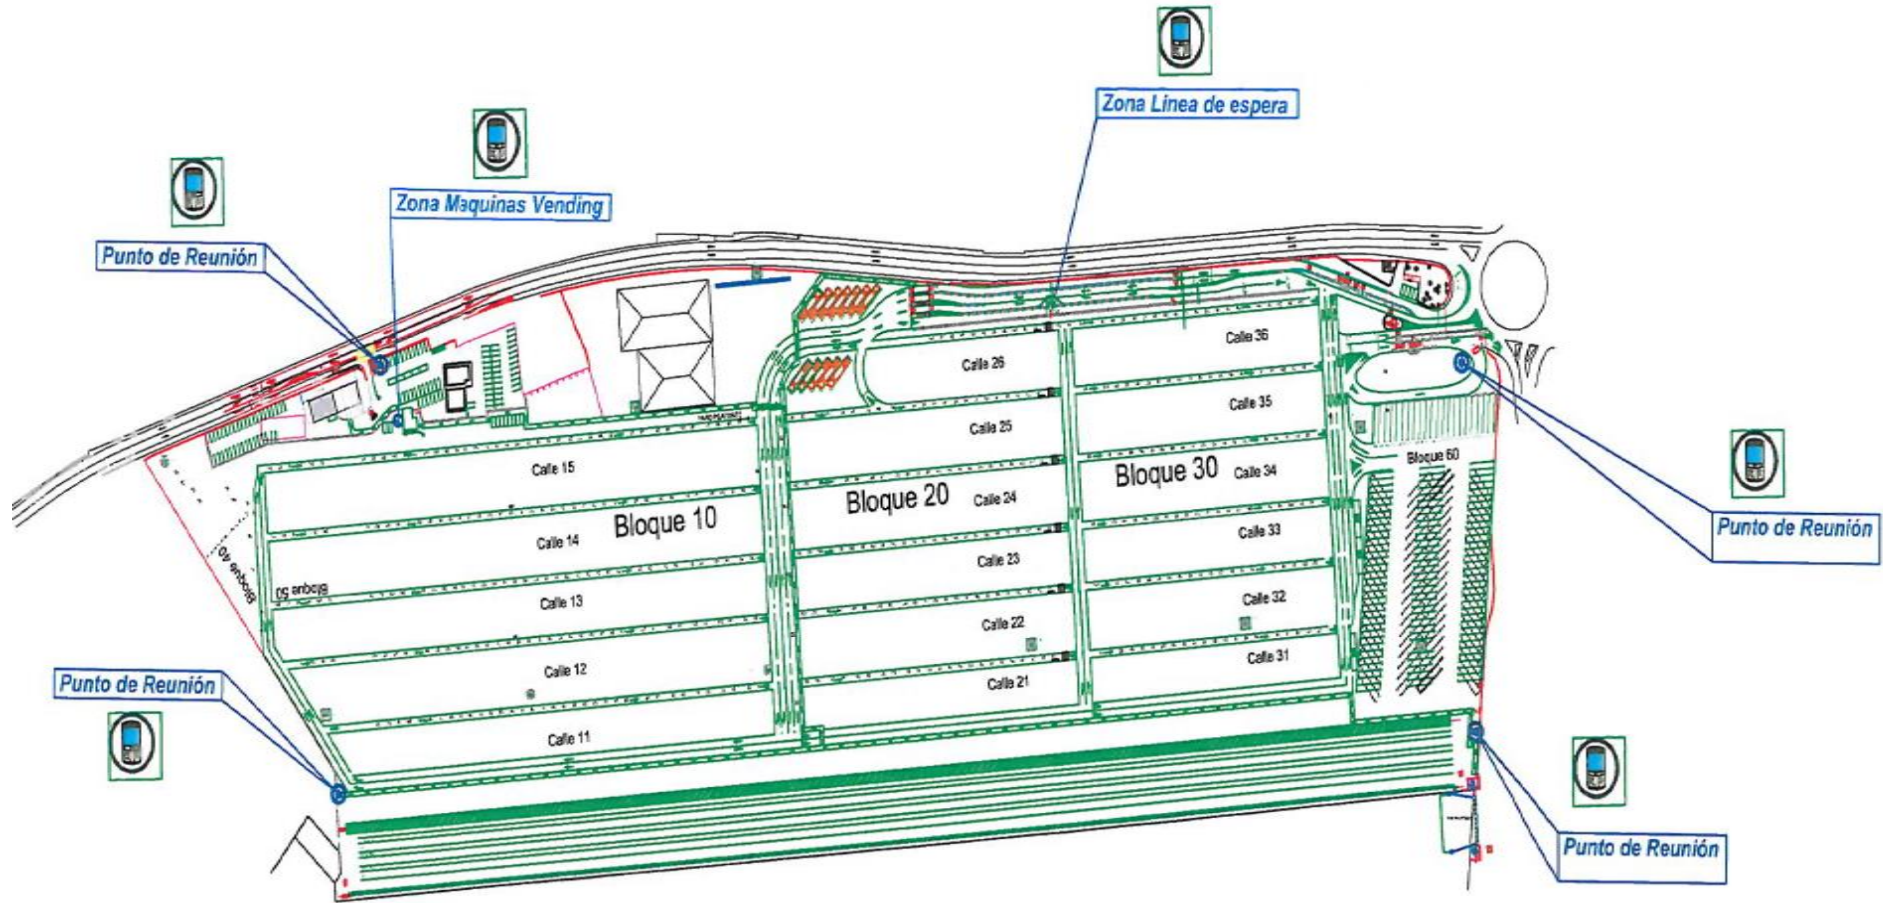 Zona Linea de espera
Zona Maquinas Vending
Punto de Reunión
Calle 36
Calle 26
Calle 35
Calle 25
Calle 15
Bloque 60
Bloque 30
Calle 34
Bloque 20
Calle 24
Bloque 10
Calle 14
Punto de Reunión
Calle 33
Calle 23
Bloque 40
Bloque 50
Calle 13
Calle 32
Calle 22
Calle 12
Calle 31
Punto de Reunión
Calle 21
Calle 11
Punto de Reunión